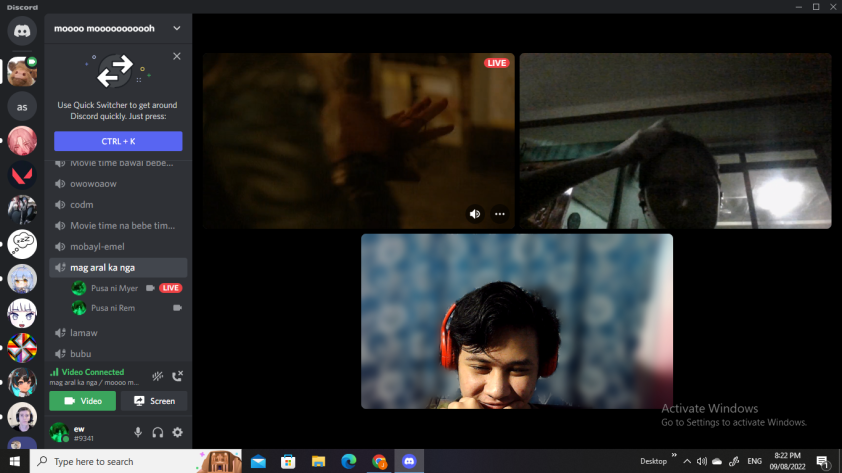 Discord
moooo mooooooooooh
LIVE
Use Quick Switcher to get around
Discord quickly. Just press:
CTRL + K
as
Movie time bawal bebe...
owowoaow
codm
Movie time na bebe tim...
mobayl-emel
mag aral ka nga
Pusa ni Myer
LIVE
Pusa ni Rem
lamaw
bubu
Video Connected
mag aral ka nga / moooo m...
Video
Screen
ew
#9341
Activate Windows
Go to Settings to activate Windows.
Type here to search
Desktop
ENG
8:22 PM
09/08/2022
1